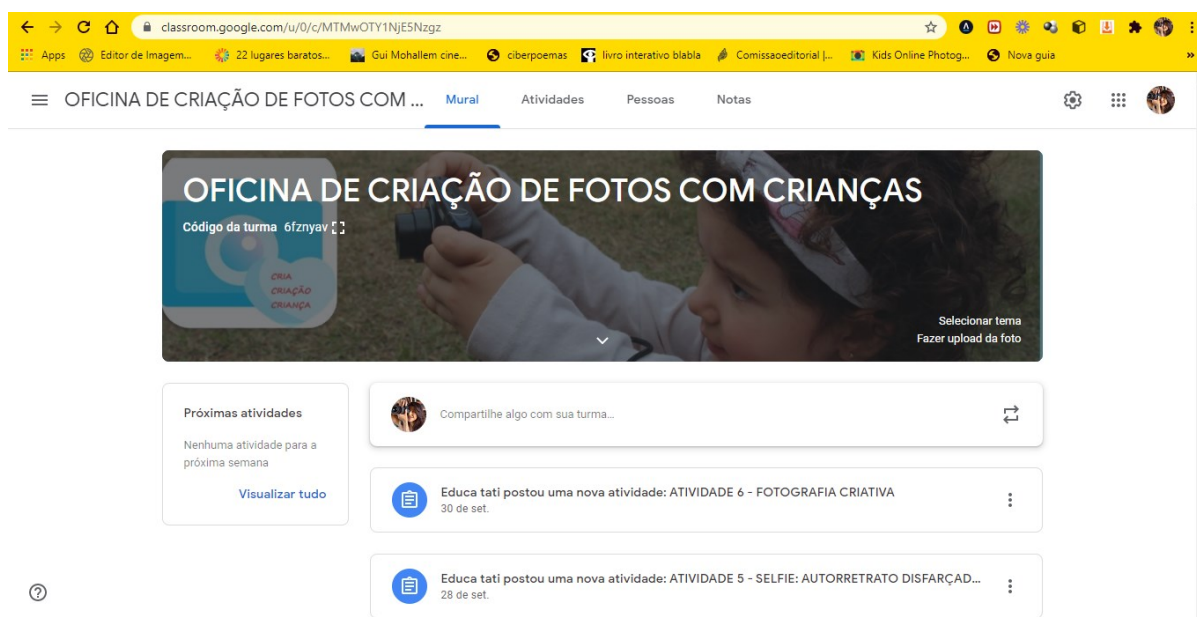 classroom.google.com/u/0/c/MTMwOTY1NjE5Nzgz
Apps Editor de Imagem... 22 lugares baratos... Gui Mohallem cine... ciberpoemas livro interativo blabla Comissaoeditorial |... Kids Online Photog... Nova guia »
OFICINA DE CRIAÇÃO DE FOTOS COM ... Mural Atividades Pessoas Notas
OFICINA DE CRIAÇÃO DE FOTOS COM CRIANÇAS
Código da turma 6fznyav
CRIA
CRIAÇÃO
CRIANÇA
Selecionar tema
Fazer upload da foto
Próximas atividades
Nenhuma atividade para a
próxima semana
Visualizar tudo
Compartilhe algo com sua turma...
Educa tati postou uma nova atividade: ATIVIDADE 6 - FOTOGRAFIA CRIATIVA
30 de set.
Educa tati postou uma nova atividade: ATIVIDADE 5 - SELFIE: AUTORRETRATO DISFARÇAD...
28 de set.